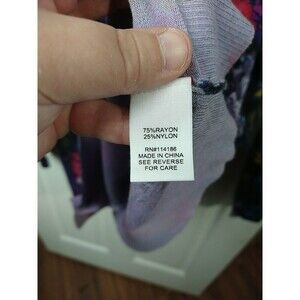 75%RAYON
25%NYLON
RN#114186
MADE IN CHINA
SEE REVERSE
FOR CARE